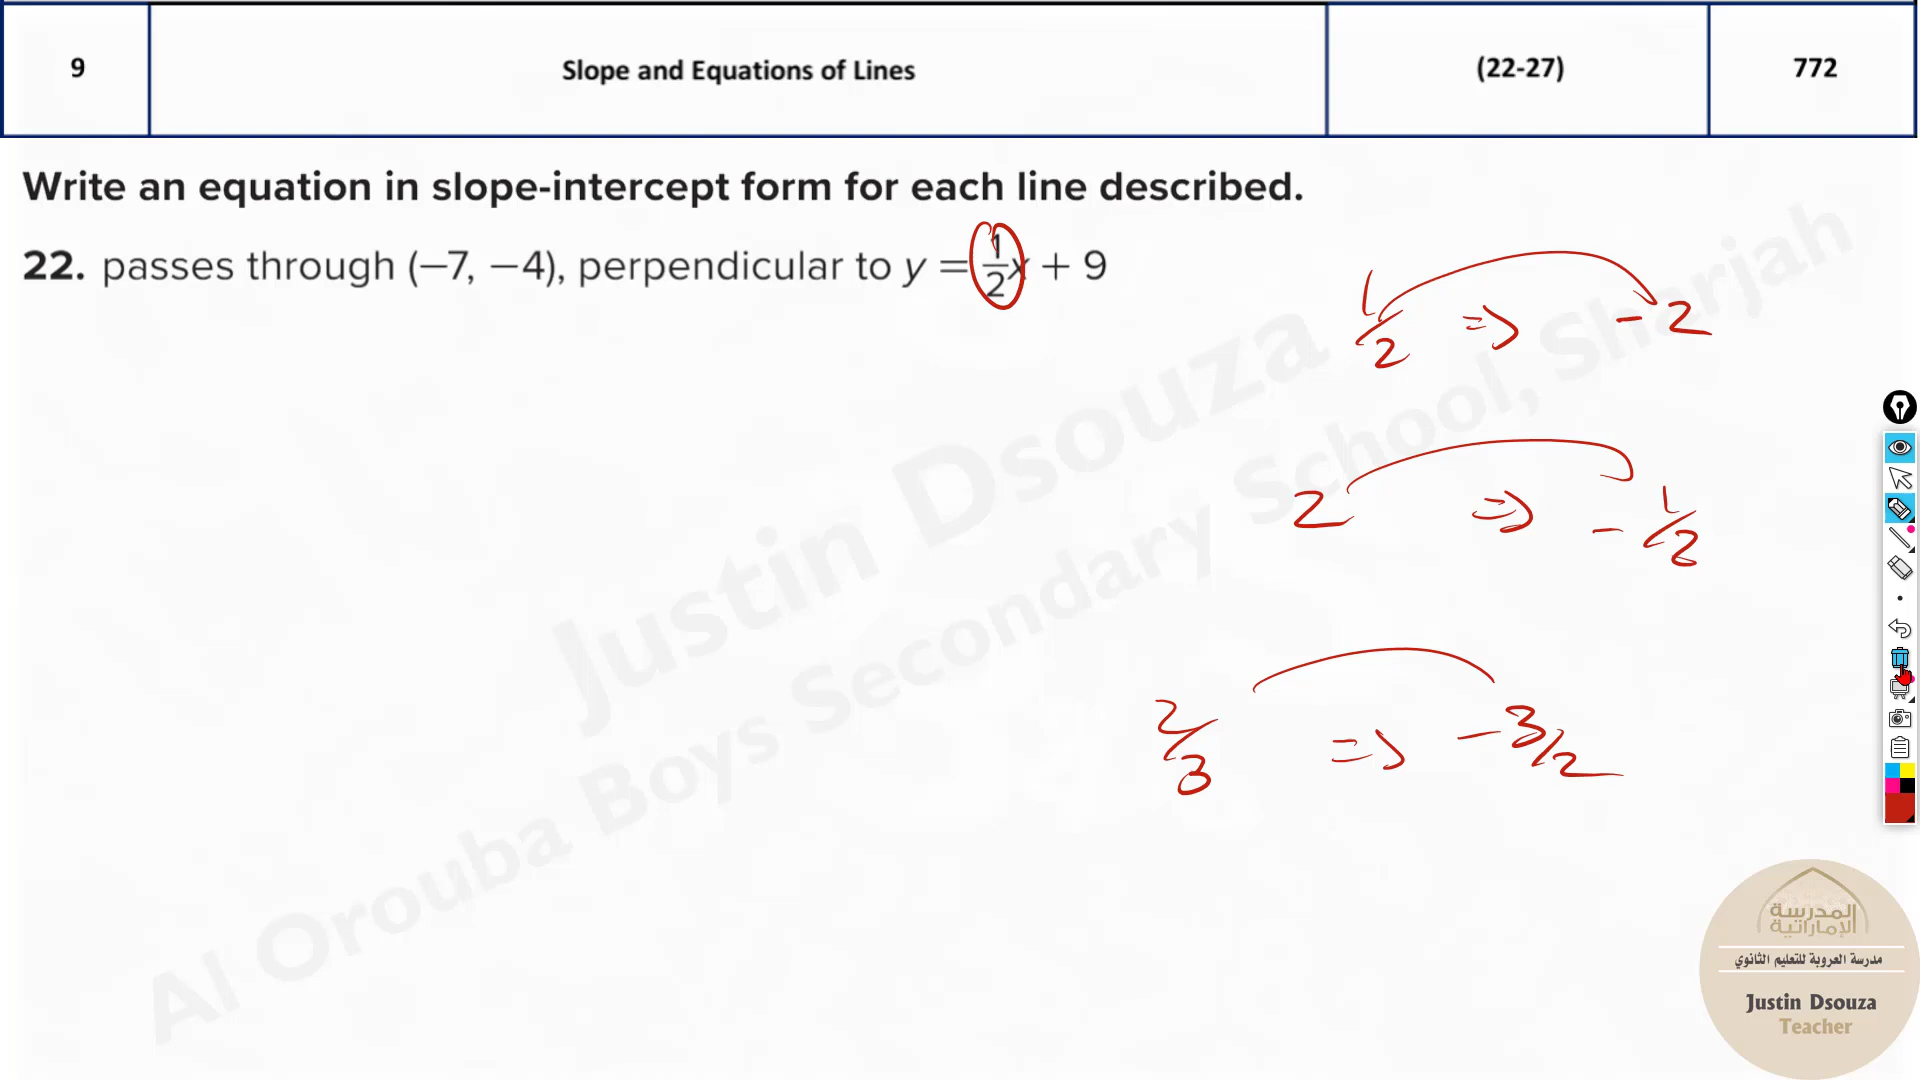 9 Slope and Equations of Lines (22-27) 772
Write an equation in slope-intercept form for each line described.
22. passes through (−7, −4), perpendicular to y = 1/2 x + 9
1/2 => -2
2 => -1/2
2/3 => -3/2
Justin Dsouza
Al Orouba Boys Secondary School, Sharjah
المدرسة
الإماراتية
مدرسة العروبة للتعليم الثانوي
Justin Dsouza
Teacher